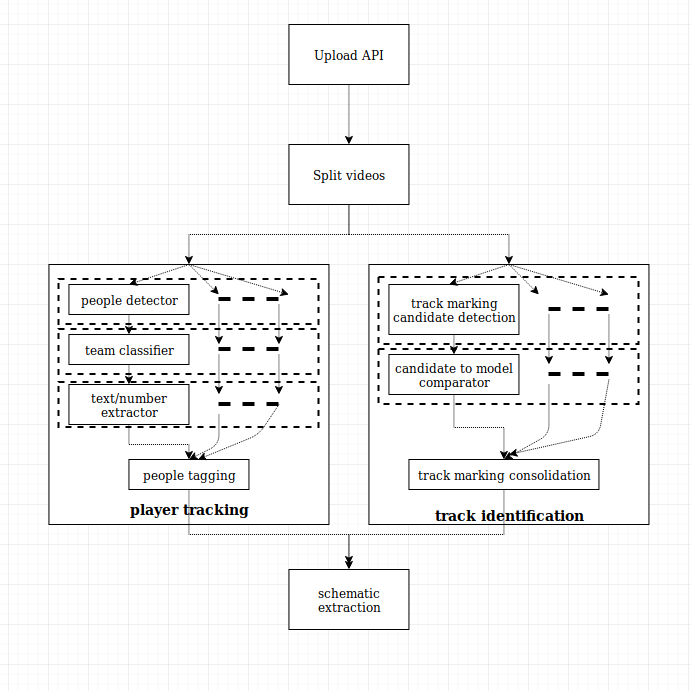 Upload API
Split videos
people detector
team classifier
text/number
extractor
people tagging
player tracking
track marking
candidate detection
candidate to model
comparator
track marking consolidation
track identification
schematic
extraction